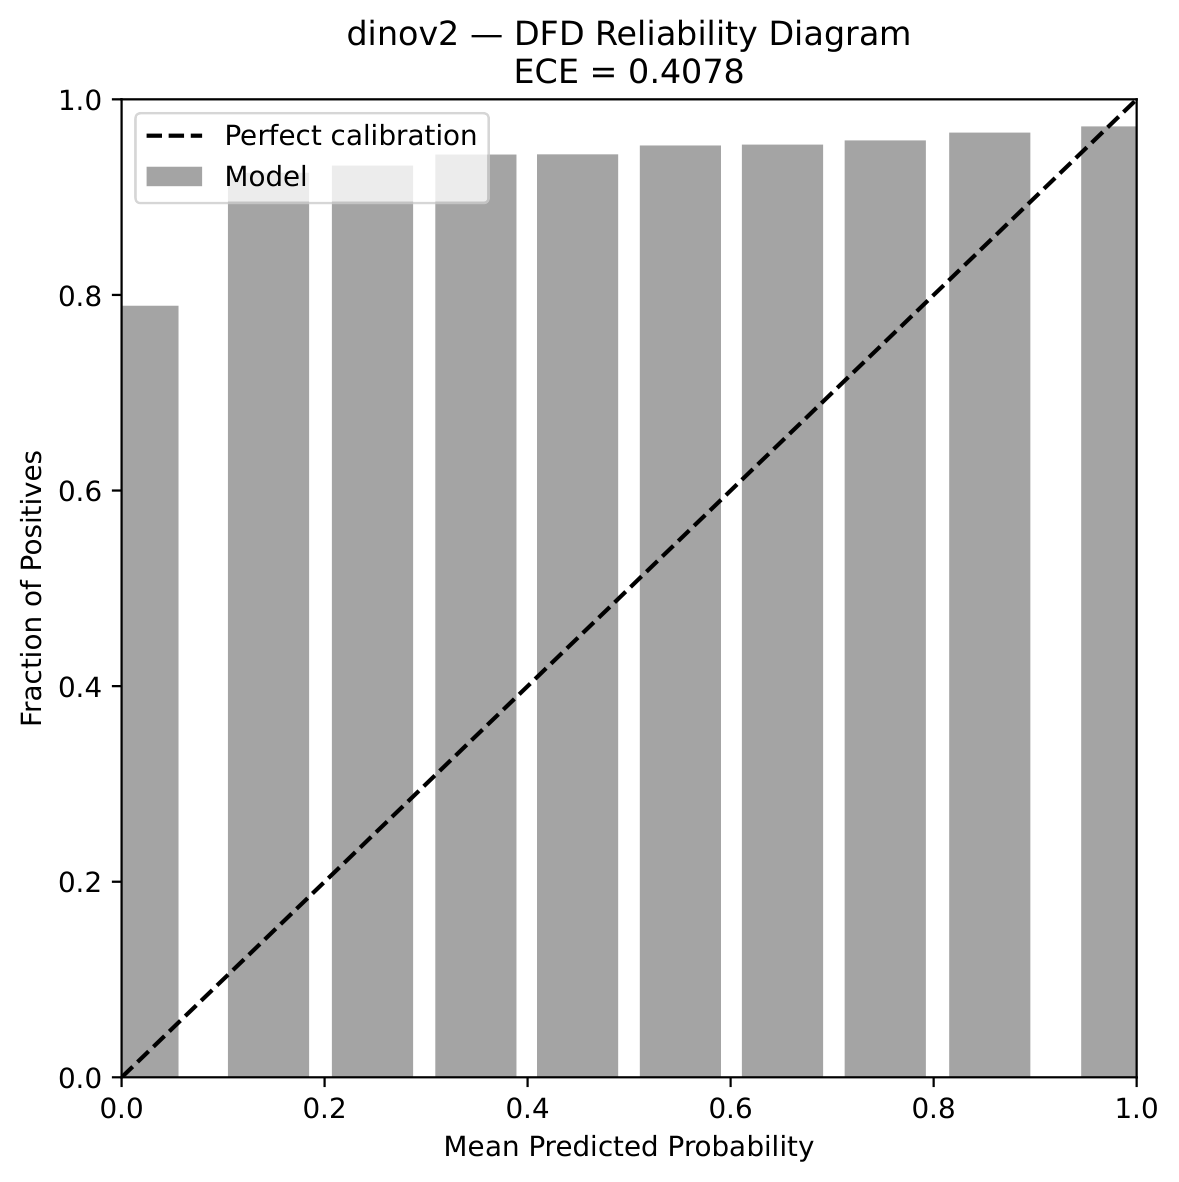 dinov2 — DFD Reliability Diagram
ECE = 0.4078
Perfect calibration
Model
1.0
0.8
0.6
0.4
0.2
0.0
Fraction of Positives
0.0 0.2 0.4 0.6 0.8 1.0
Mean Predicted Probability